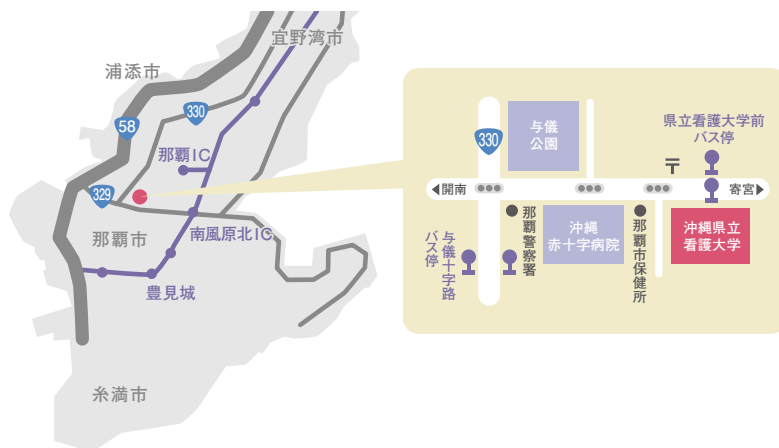 宜野湾市
浦添市
330
58
那覇IC
329
那覇市
南風原北IC
豊見城
糸満市
与儀
公園
330
県立看護大学前
バス停
〒
開南
寄宮
那覇警察署
沖縄
赤十字病院
那覇市保健所
沖縄県立
看護大学
与儀十字路
バス停